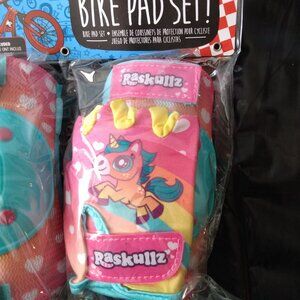 BIKE PAD SET!
BIKE PAD SET • ENSEMBLE DE COUSSINETS DE PROTECTION POUR CYCLISTE
JUEGO DE PROTECTORES PARA CICLISTAS
Raskullz
Raskullz